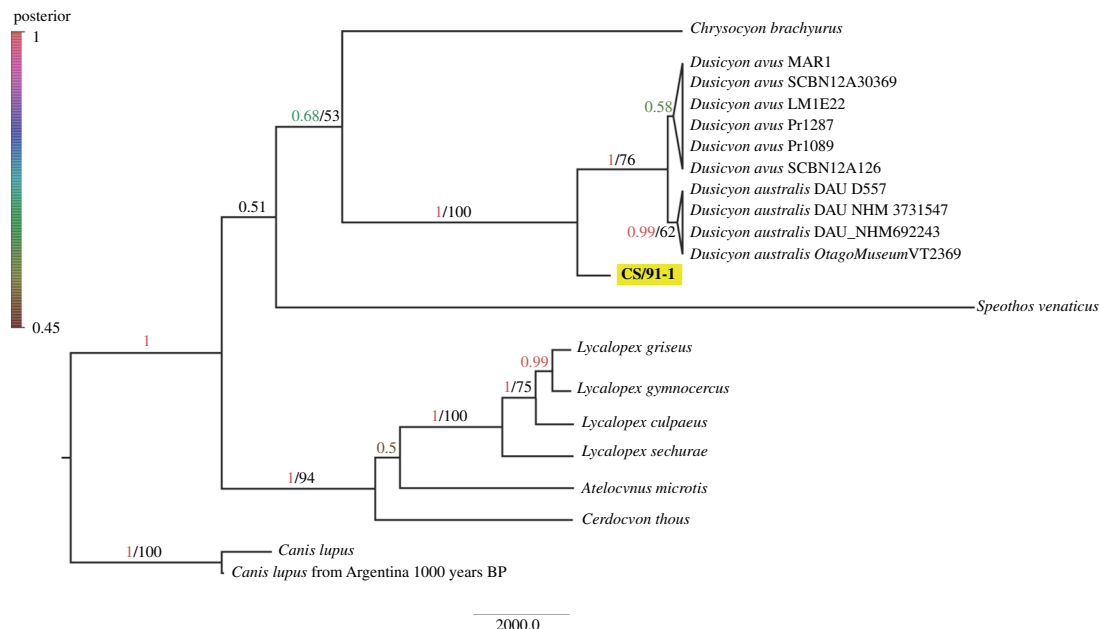 posterior
1
0.45
Chrysocyon brachyurus
Dusicyon avus MAR1
Dusicyon avus SCBN12A30369
0.58
Dusicyon avus LM1E22
0.68/53
Dusicyon avus Pr1287
Dusicvon avus Pr1089
1/76
Dusicyon avus SCBN12A126
Dusicyon australis DAU D557
0.51
1/100
Dusicyon australis DAU NHM 3731547
0.99/62
Dusicyon australis DAU_NHM692243
Dusicyon australis OtagoMuseumVT2369
CS/91-1
Speothos venaticus
1
Lycalopex griseus
0.99
1/75
Lycalopex gymnocercus
1/100
Lycalopex culpaeus
0.5
Lycalopex sechurae
1/94
Atelocvnus microtis
Cerdocvon thous
1/100
Canis lupus
Canis lupus from Argentina 1000 years BP
2000.0